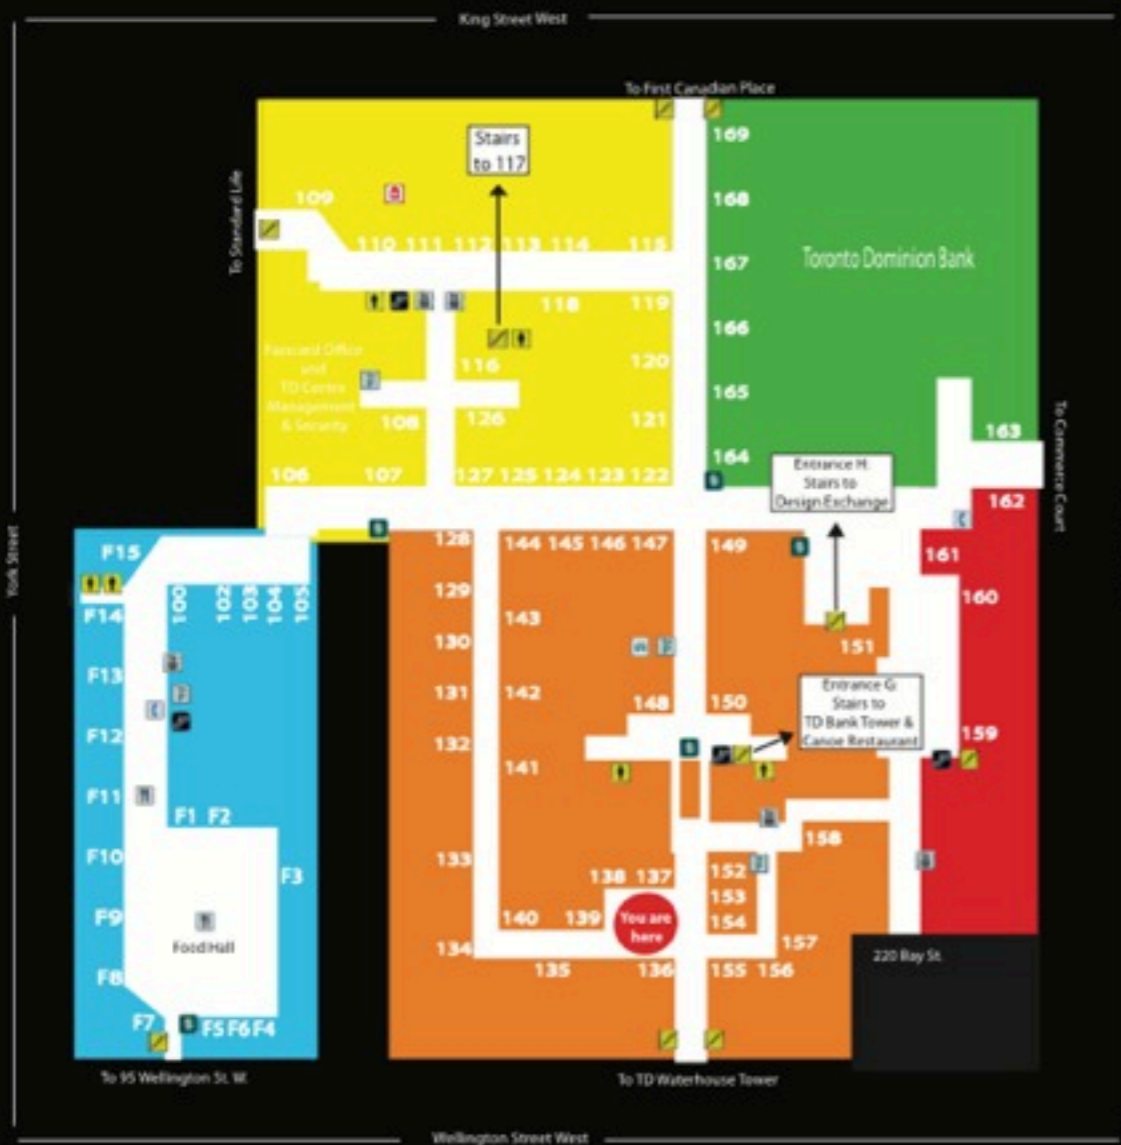 King Street West
To First Canadian Place
Stairs
to 117
169
109
168
To Standard Life
110 111 112 113 114 115
167
Toronto Dominion Bank
118 119
166
Office
and
TD Centre
Management
& Security
116
120
165
108
126
121
To Commerce Court
163
164
Entrance H:
Stairs to
Design Exchange
106 107 127 125 124 123 122
162
York Street
F15
128 144 145 146 147 149
161
100 102 103 104 105
129
160
F14
143
130
151
F13
131 142 148 150
Entrance G:
Stairs to
TD Bank Tower &
Canoe Restaurant
F12
132
159
141
F11
F1 F2
158
F10
133
152
F3
138 137
153
F9
140 139
You are
here
154
Food Hall
134
157
220 Bay St.
F8
135 136 155 156
F7
F5 F6 F4
To 95 Wellington St. W.
To TD Waterhouse Tower
Wellington Street West